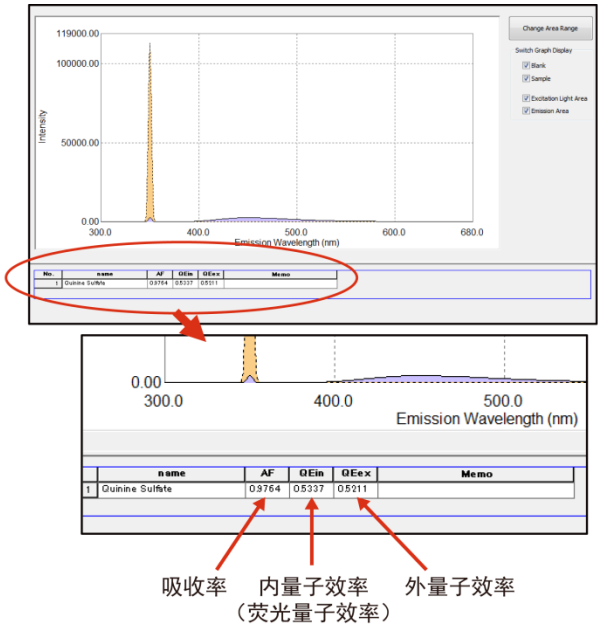 119000.00
100000.00
50000.00
0.00
Intensity
300.0 400.0 500.0 600.0 680.0
Emission Wavelength (nm)
Change Area Range
Switch Graph Display
Blank
Sample
Excitation Light Area
Emission Area
No. name AF QEin QEex Memo
1 Quinine Sulfate 0.9764 0.5337 0.5211
0.00
300.0 400.0 500.0
Emission Wavelength (nm)
name AF QEin QEex Memo
1 Quinine Sulfate 0.9764 0.5337 0.5211
吸收率 内量子效率 外量子效率
（荧光量子效率）